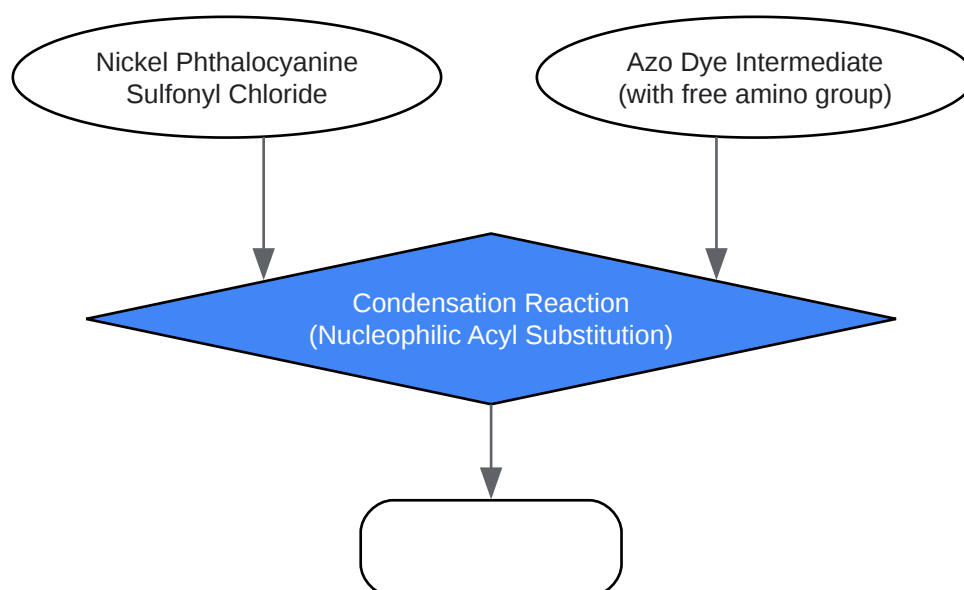 Nickel Phthalocyanine
Sulfonyl Chloride
Azo Dye Intermediate
(with free amino group)
Condensation Reaction
(Nucleophilic Acyl Substitution)